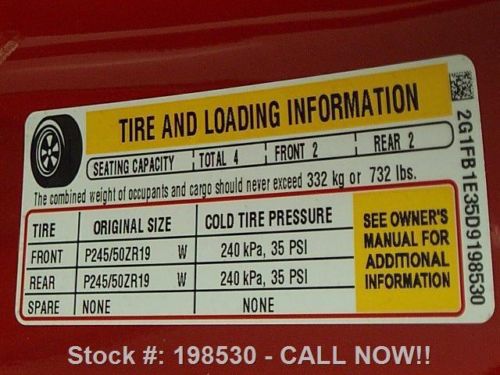 TIRE AND LOADING INFORMATION
SEATING CAPACITY TOTAL 4 FRONT 2 REAR 2
The combined weight of occupants and cargo should never exceed 332 kg or 732 lbs.
TIRE ORIGINAL SIZE COLD TIRE PRESSURE
FRONT P245/50ZR19 W 240 kPa, 35 PSI
REAR P245/50ZR19 W 240 kPa, 35 PSI
SPARE NONE NONE
SEE OWNER'S
MANUAL FOR
ADDITIONAL
INFORMATION
2G1FB1E35D9198530
Stock #: 198530 - CALL NOW!!